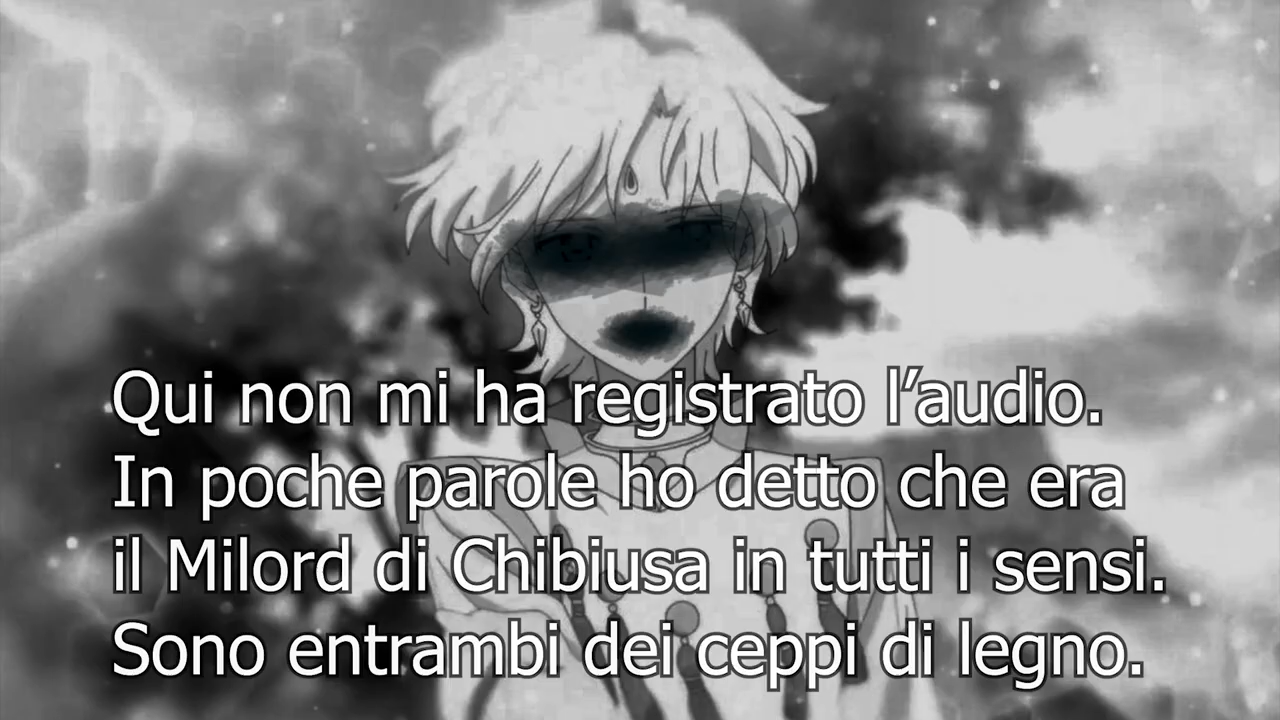 Qui non mi ha registrato l’audio.
In poche parole ho detto che era
il Milord di Chibiusa in tutti i sensi.
Sono entrambi dei ceppi di legno.